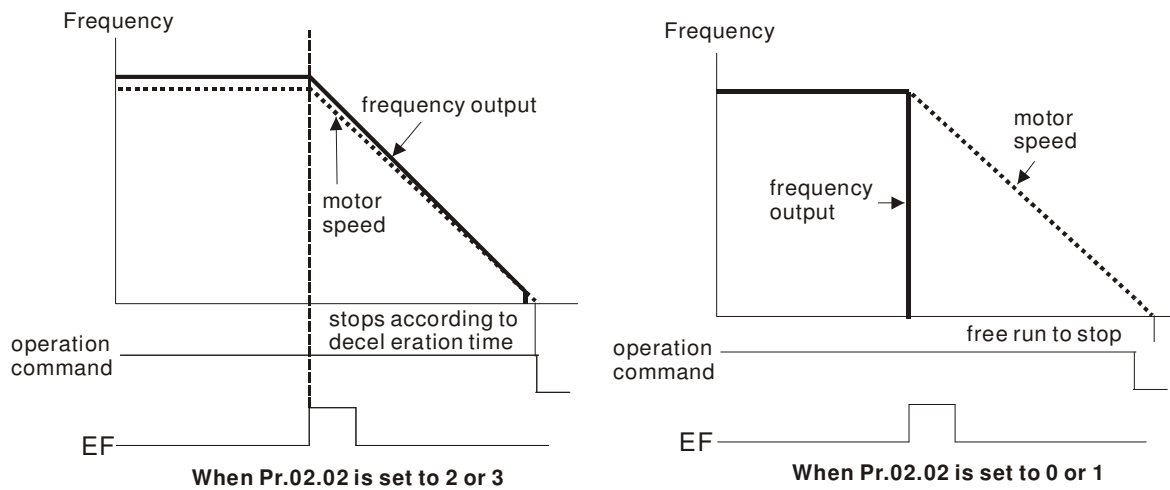 Frequency
frequency output
motor
speed
stops according to
decel eration time
operation
command
EF
When Pr.02.02 is set to 2 or 3
Frequency
motor
speed
frequency
output
free run to stop
operation
command
EF
When Pr.02.02 is set to 0 or 1